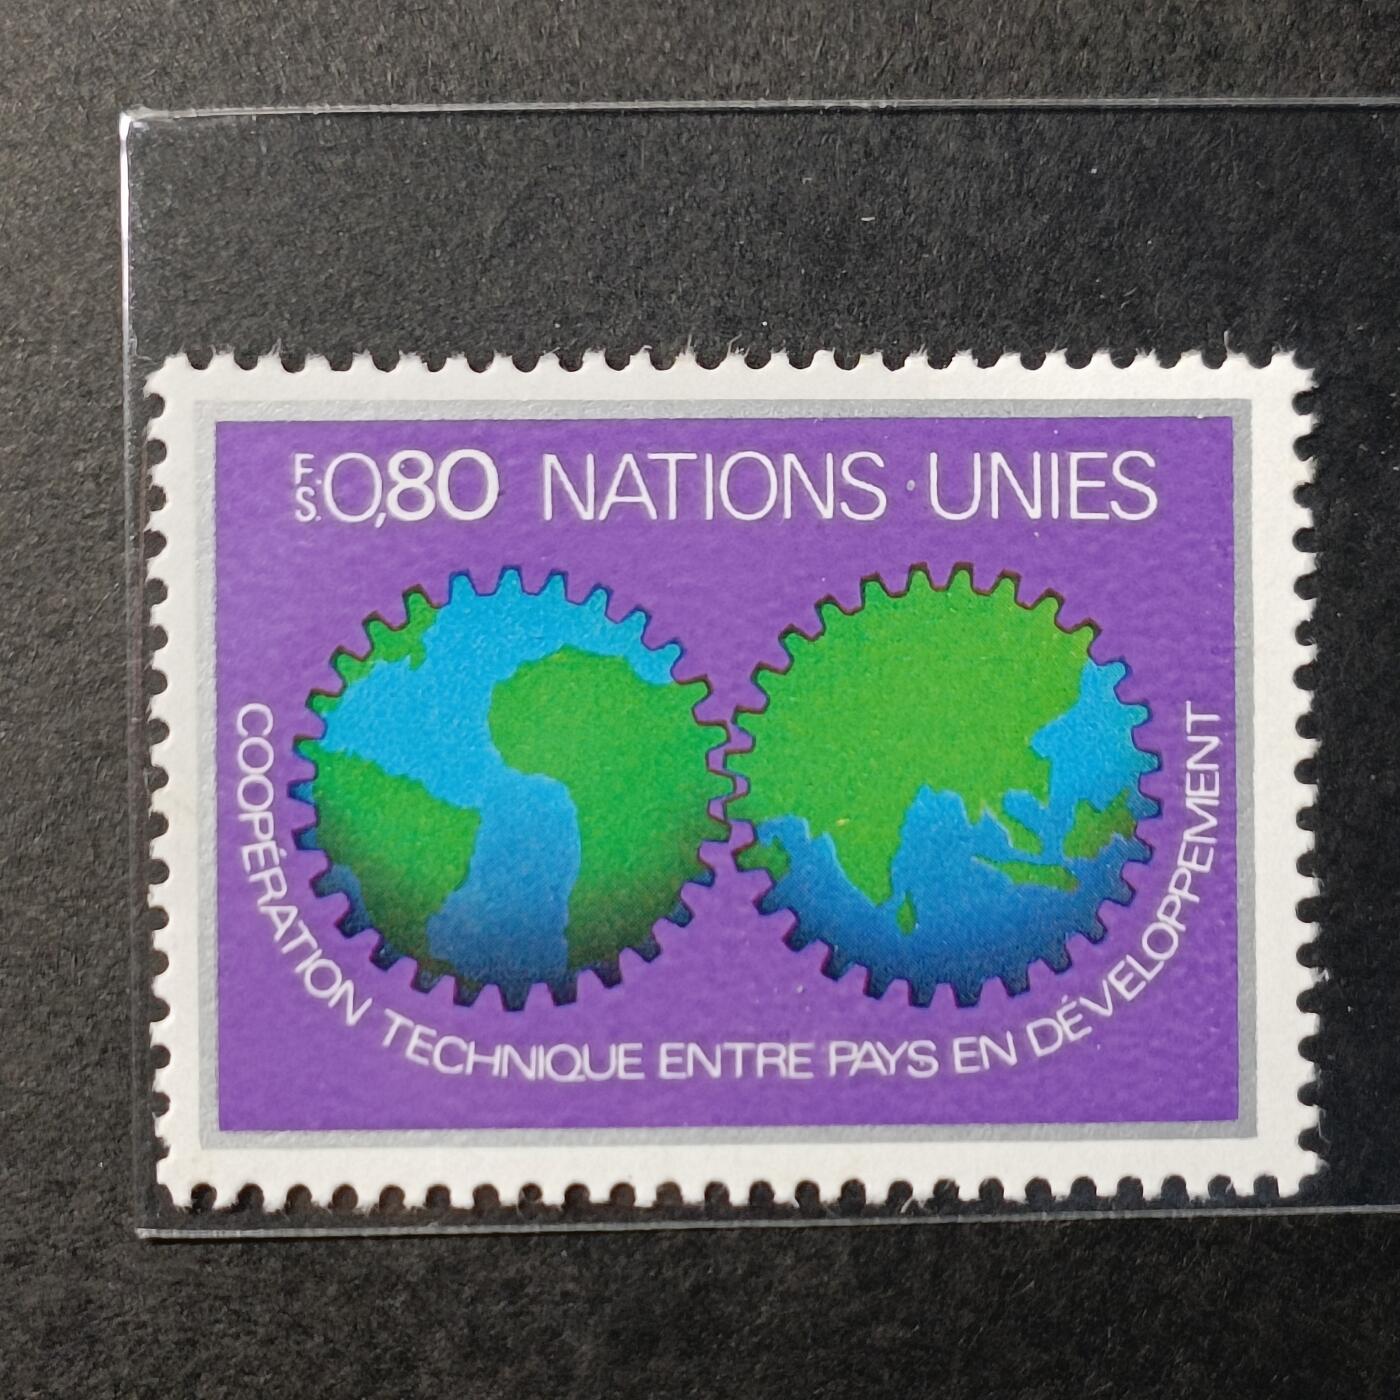 F.S. 0,80 NATIONS UNIES
COOPÉRATION TECHNIQUE ENTRE PAYS EN DÉVELOPPEMENT